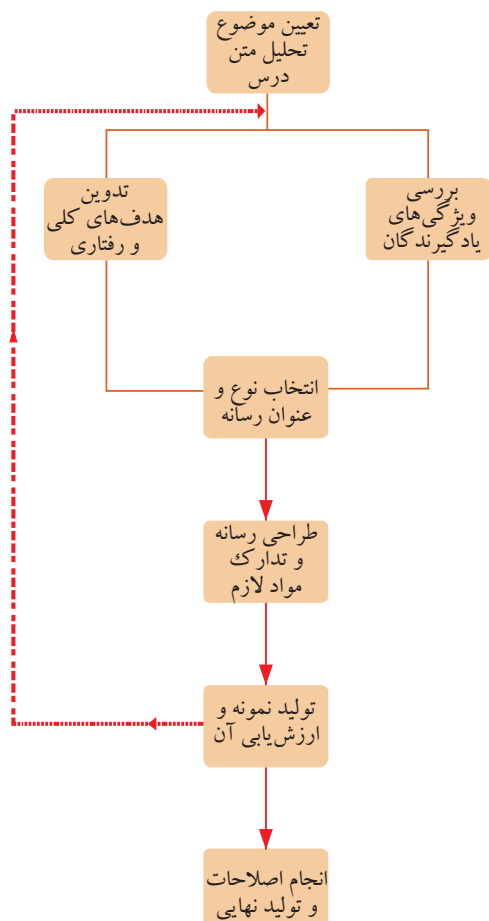 تعیین موضوع
تحلیل متن
درس
بررسی
ویژگی‌های
یادگیرندگان
تدوین
هدف‌های کلی
و رفتاری
انتخاب نوع و
عنوان رسانه
طراحی رسانه
و تدارک
مواد لازم
تولید نمونه و
ارزش‌یابی آن
انجام اصلاحات
و تولید نهایی